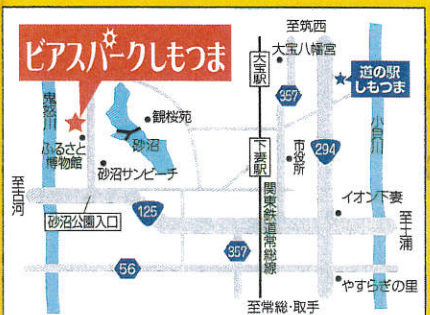 至筑西
ビアスパークしもつま
大宝駅
大宝八幡宮
道の駅
しもつま
357
鬼怒川
観桜苑
小貝川
ふるさと
博物館
砂沼
下妻駅
市役所
294
砂沼サンビーチ
至古河
イオン下妻
砂沼公園入口
125
関東鉄道常総線
至土浦
357
56
やすらぎの里
至常総・取手